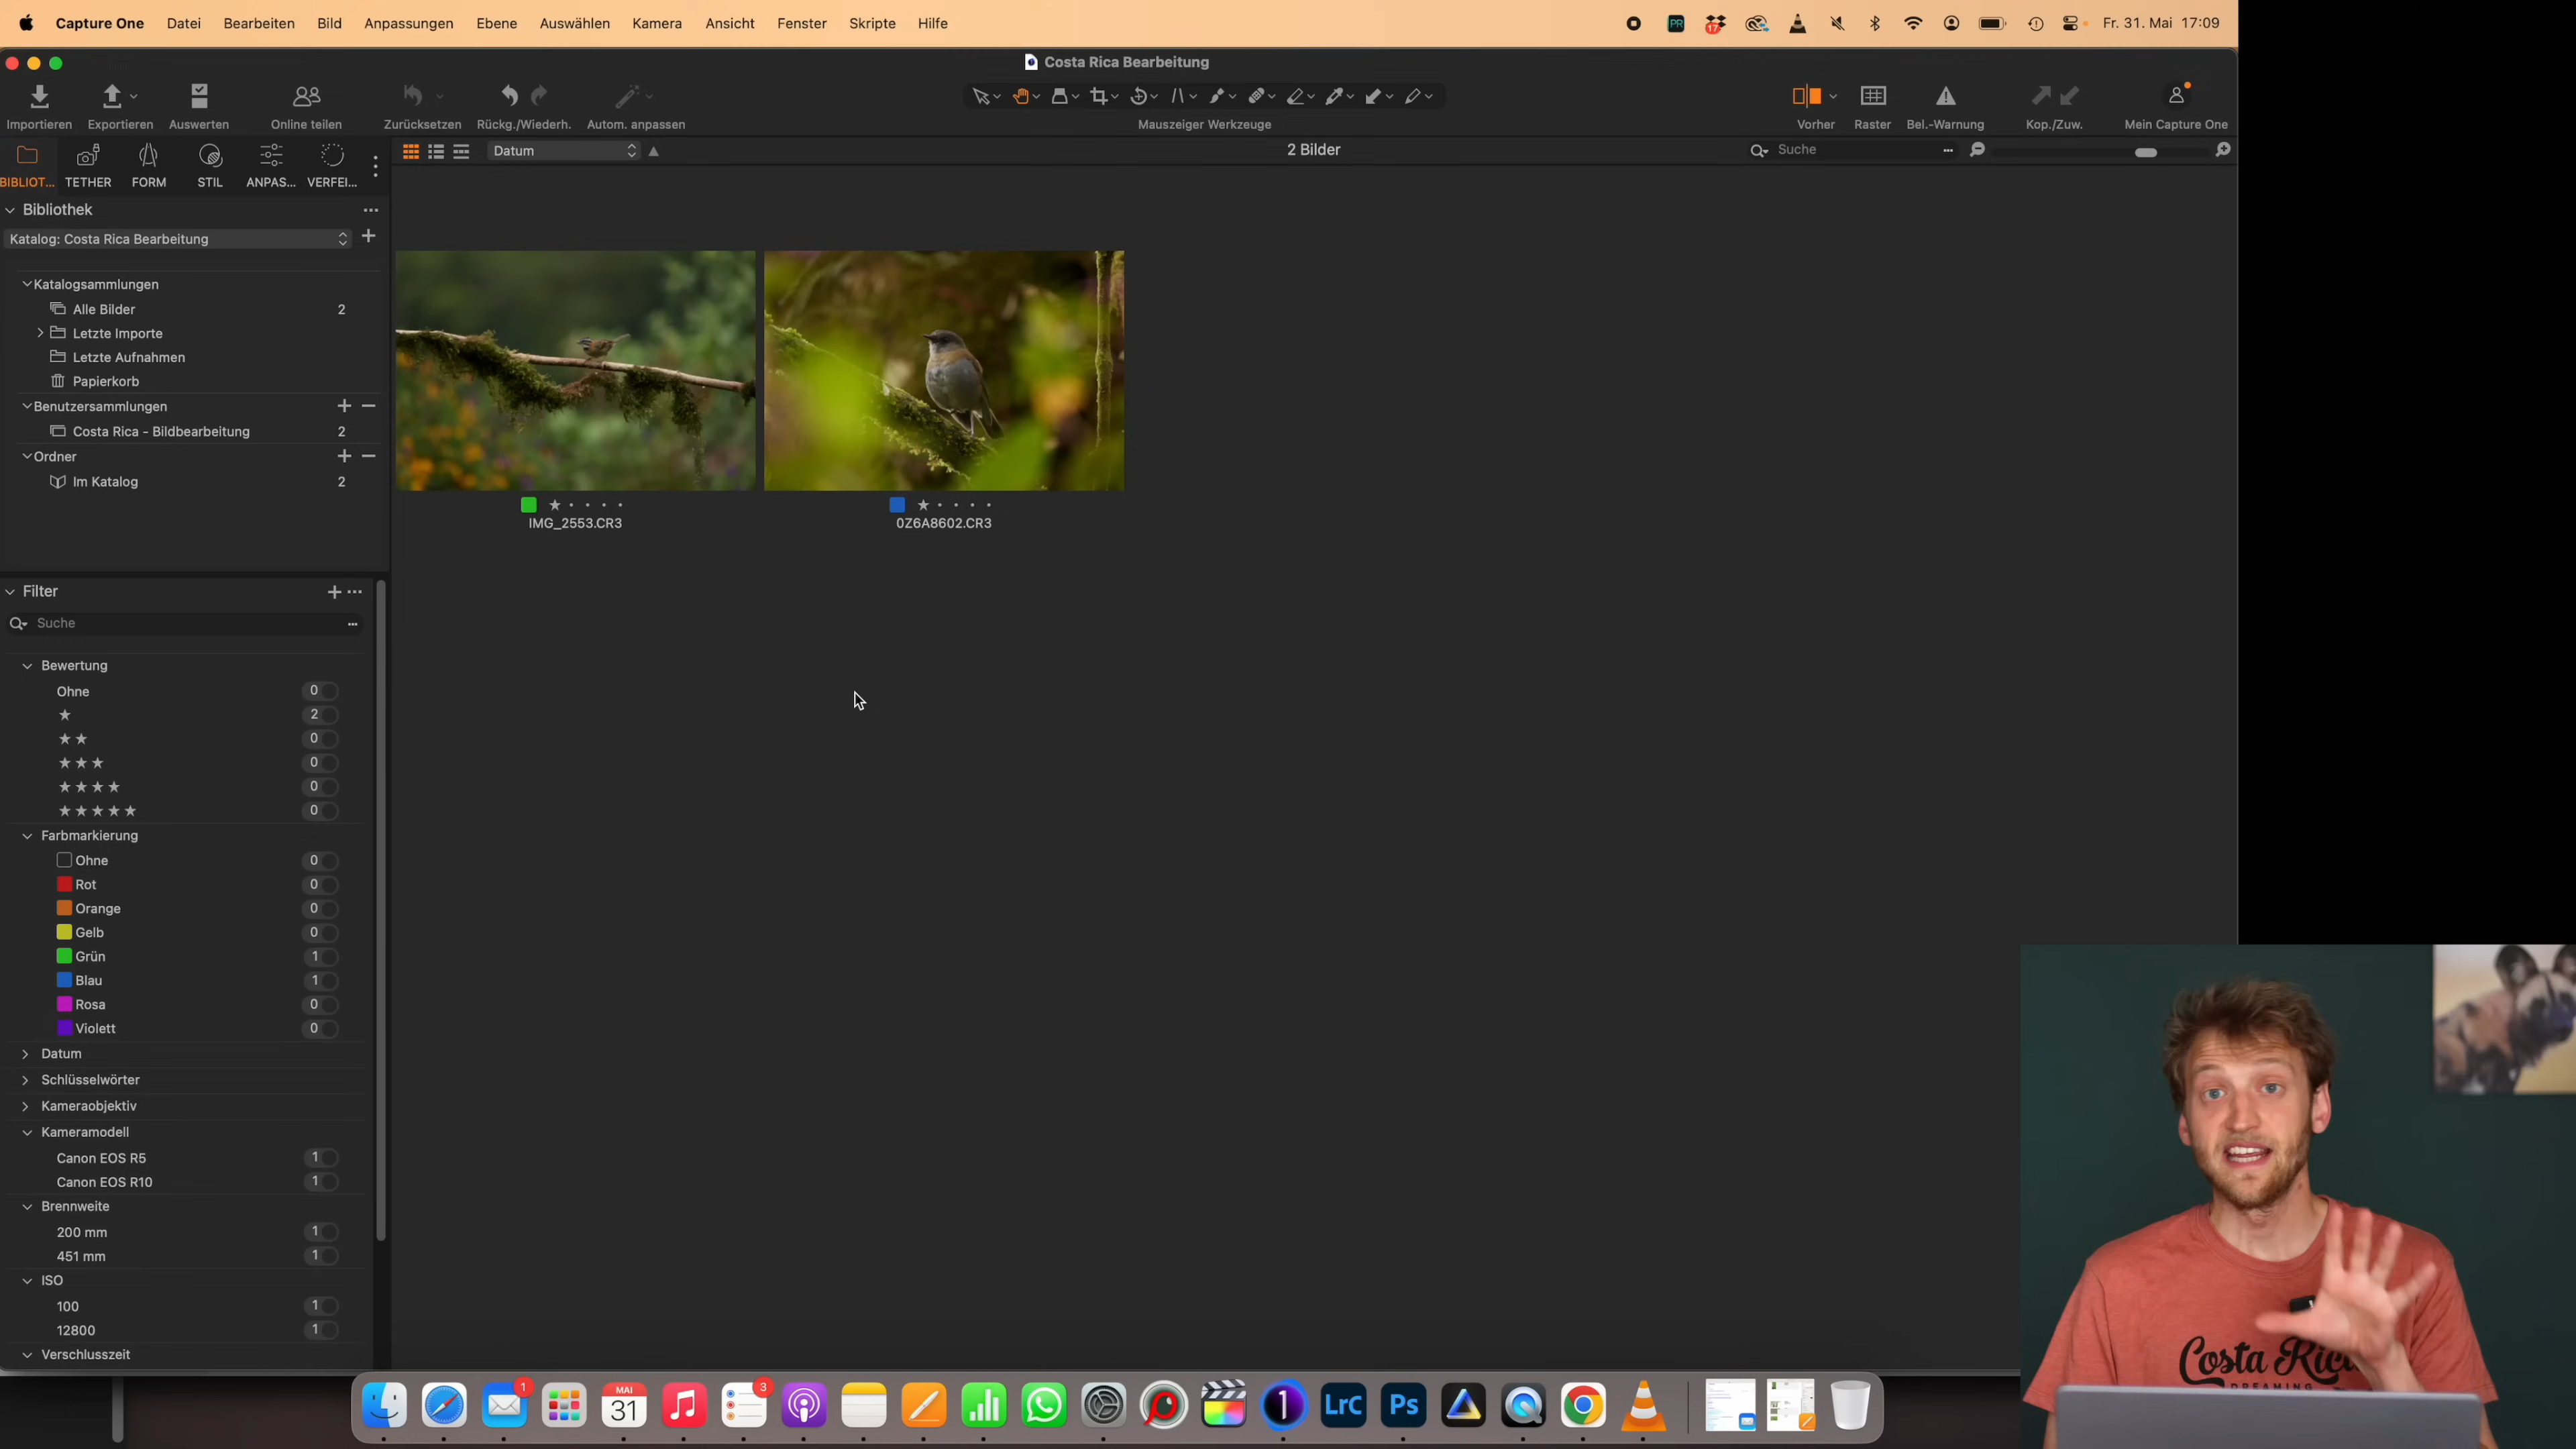 Capture One Datei Bearbeiten Bild Anpassungen Ebene Auswählen Kamera Ansicht Fenster Skripte Hilfe PR 17 Fr. 31. Mai 17:09
Costa Rica Bearbeitung
Importieren Exportieren Auswerten Online teilen Zurücksetzen Rückg./Wiederh. Autom. anpassen Mauszeiger Werkzeuge Vorher Raster Bel.-Warnung Kop./Zuw. Mein Capture One
BIBLIOT... TETHER FORM STIL ANPAS... VERFEI...
Datum 2 Bilder Suche
Bibliothek
Katalog: Costa Rica Bearbeitung
Katalogsammlungen
Alle Bilder 2
Letzte Importe
Letzte Aufnahmen
Papierkorb
Benutzersammlungen
Costa Rica - Bildbearbeitung 2
Ordner
Im Katalog 2
IMG_2553.CR3 0Z6A8602.CR3
Filter
Suche
Bewertung
Ohne 0
★ 2
★★ 0
★★★ 0
★★★★ 0
★★★★★ 0
Farbmarkierung
Ohne 0
Rot 0
Orange 0
Gelb 0
Grün 1
Blau 1
Rosa 0
Violett 0
Datum
Schlüsselwörter
Kameraobjektiv
Kameramodell
Canon EOS R5 1
Canon EOS R10 1
Brennweite
200 mm 1
451 mm 1
ISO
100 1
12800 1
Verschlusszeit
Costa Rica
DREAMING
1 MAI 31 3 1 LrC Ps